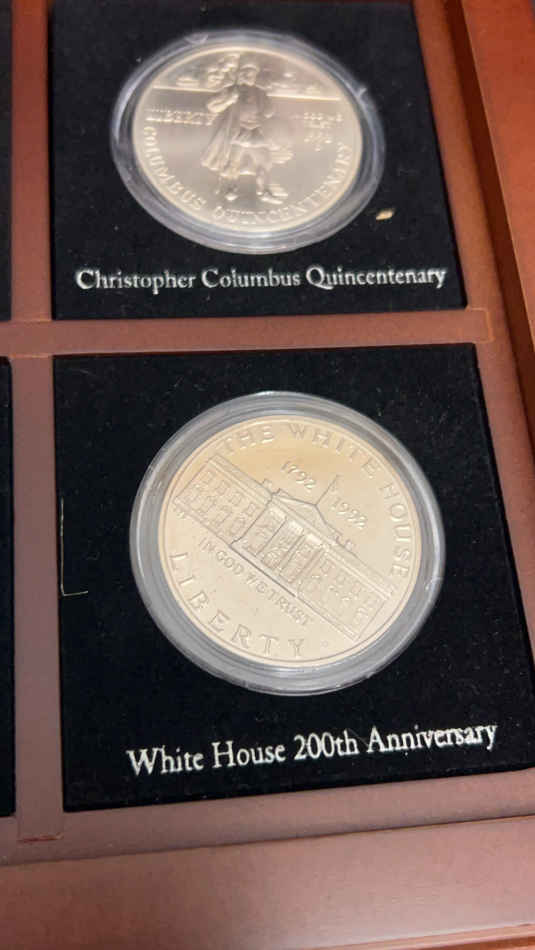 LIBERTY
COLUMBUS QUINCENTENARY
Christopher Columbus Quincentenary
THE WHITE HOUSE
1792 1992
IN GOD WE TRUST
LIBERTY
D
White House 200th Anniversary